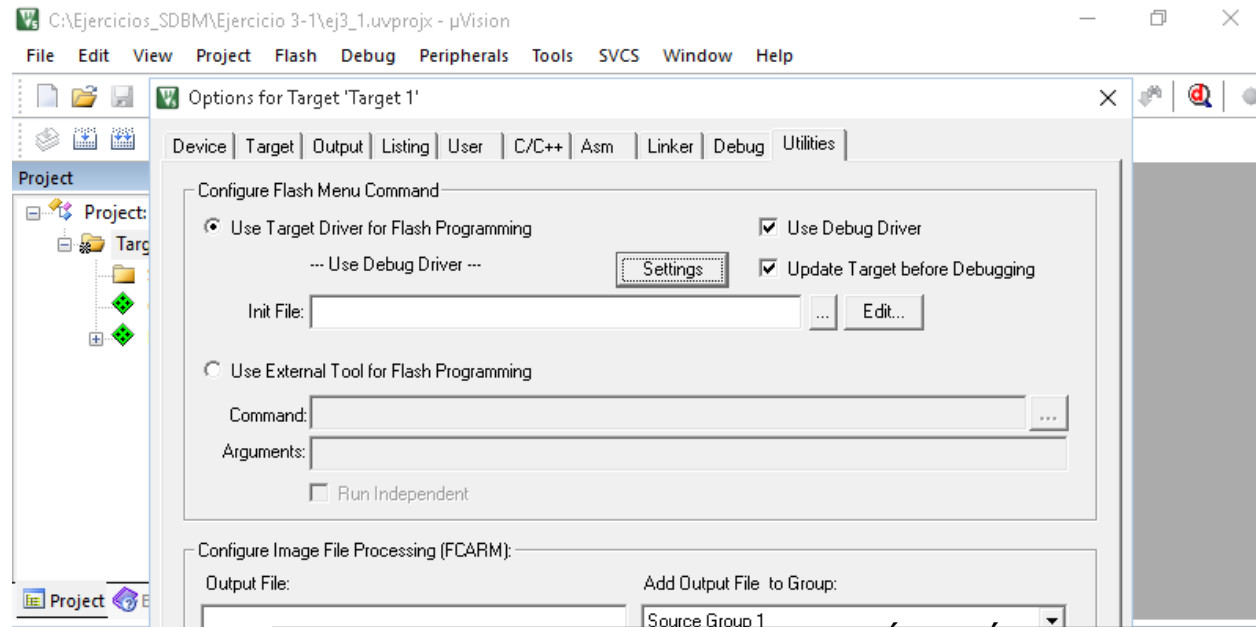 C:\Ejercicios_SDBM\Ejercicio 3-1\ej3_1.uvprojx - µVision
File Edit View Project Flash Debug Peripherals Tools SVCS Window Help
Options for Target 'Target 1'
Device Target Output Listing User C/C++ Asm Linker Debug Utilities
Project
Configure Flash Menu Command
Project:
Use Target Driver for Flash Programming Use Debug Driver
Targ
--- Use Debug Driver --- Settings Update Target before Debugging
Init File: ... Edit...
Use External Tool for Flash Programming
Command: ...
Arguments:
Run Independent
Configure Image File Processing (FCARM):
Output File: Add Output File to Group:
Project
Source Group 1